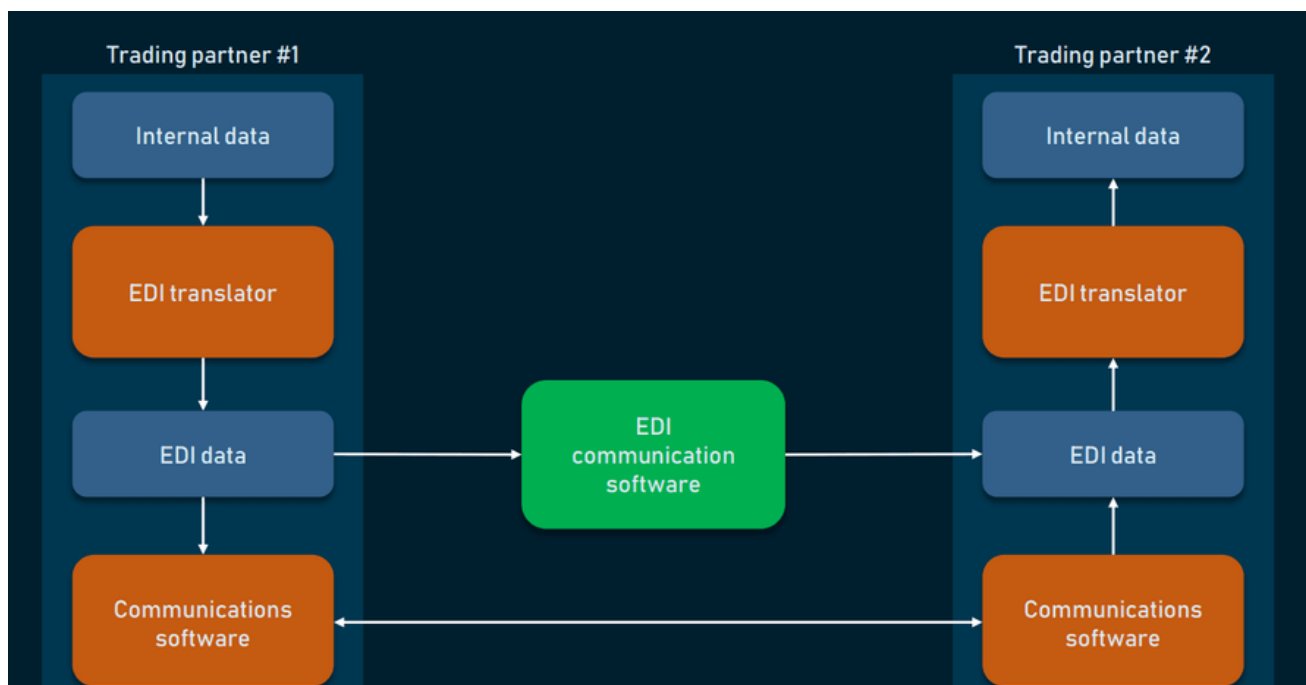 Trading partner #1
Internal data
EDI translator
EDI data
Communications
software
EDI
communication
software
Trading partner #2
Internal data
EDI translator
EDI data
Communications
software